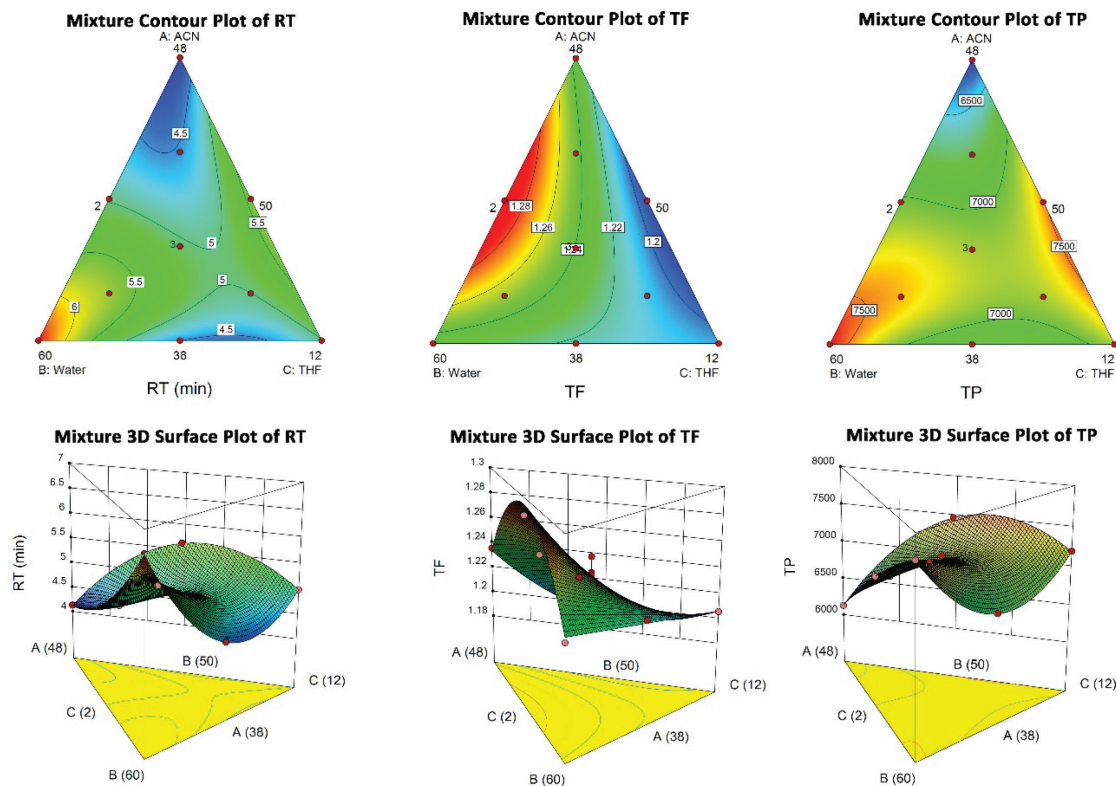 Mixture Contour Plot of RT
A: ACN
48
4.5
2
50
5.5
5
3
5
5.5
6
4.5
60
38
12
B: Water
C: THF
RT (min)
Mixture Contour Plot of TF
A: ACN
48
2
50
1.28
1.26
1.22
1.2
3
1.24
60
38
12
B: Water
C: THF
TF
Mixture Contour Plot of TP
A: ACN
48
6500
2
50
7000
3
7500
7500
7000
60
38
12
B: Water
C: THF
TP
Mixture 3D Surface Plot of RT
7
6.5
6
5.5
5
4.5
4
RT (min)
A (48)
B (50)
C (12)
C (2)
A (38)
B (60)
Mixture 3D Surface Plot of TF
1.3
1.28
1.26
1.24
1.22
1.2
1.18
TF
A (48)
B (50)
C (12)
C (2)
A (38)
B (60)
Mixture 3D Surface Plot of TP
8000
7500
7000
6500
6000
TP
A (48)
B (50)
C (12)
C (2)
A (38)
B (60)